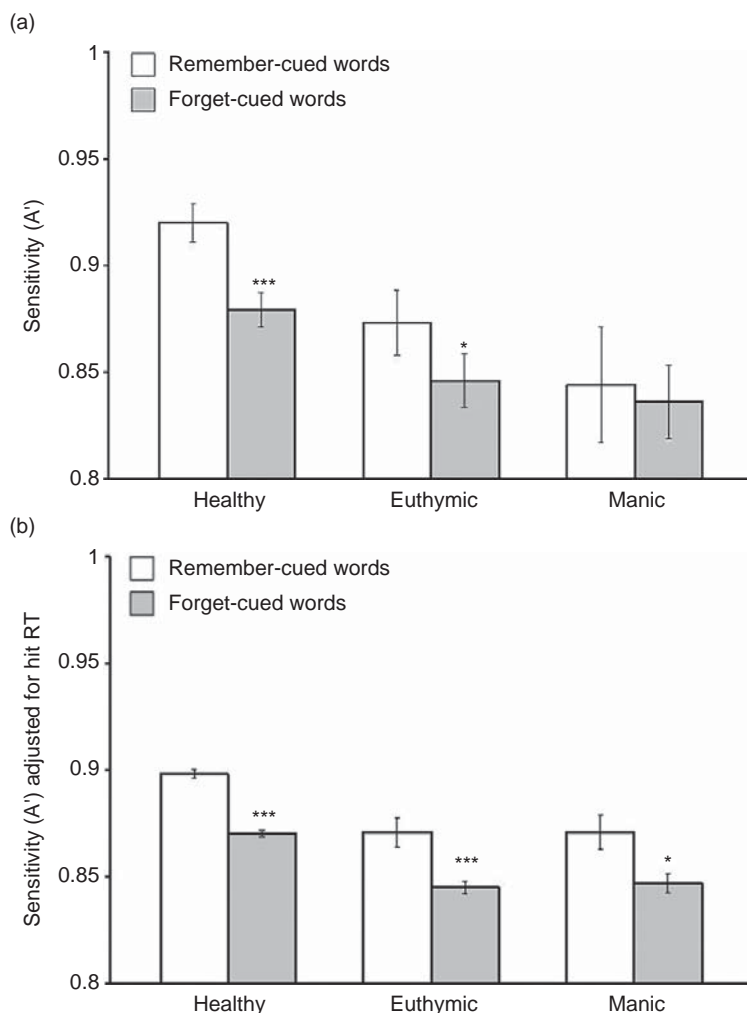 (a)
1
Remember-cued words
Forget-cued words
0.95
Sensitivity (A')
0.9
***
*
0.85
0.8
Healthy Euthymic Manic
(b)
1
Remember-cued words
Forget-cued words
0.95
Sensitivity (A') adjusted for hit RT
0.9
***
***
*
0.85
0.8
Healthy Euthymic Manic